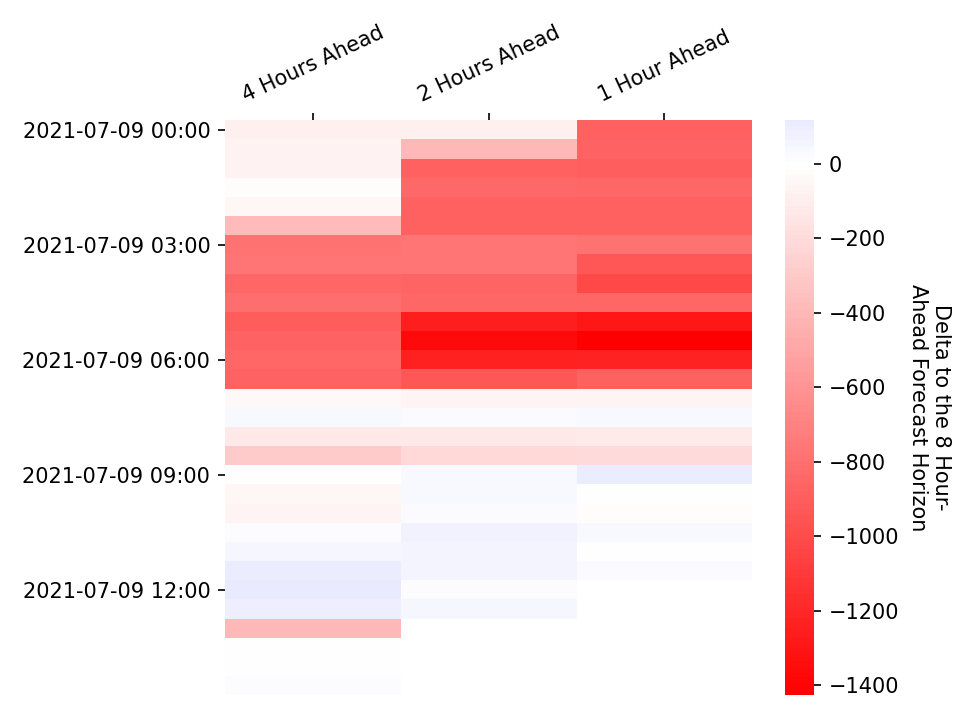 4 Hours Ahead
2 Hours Ahead
1 Hour Ahead
2021-07-09 00:00
2021-07-09 03:00
2021-07-09 06:00
2021-07-09 09:00
2021-07-09 12:00
0
−200
−400
−600
−800
−1000
−1200
−1400
Delta to the 8 Hour-
Ahead Forecast Horizon